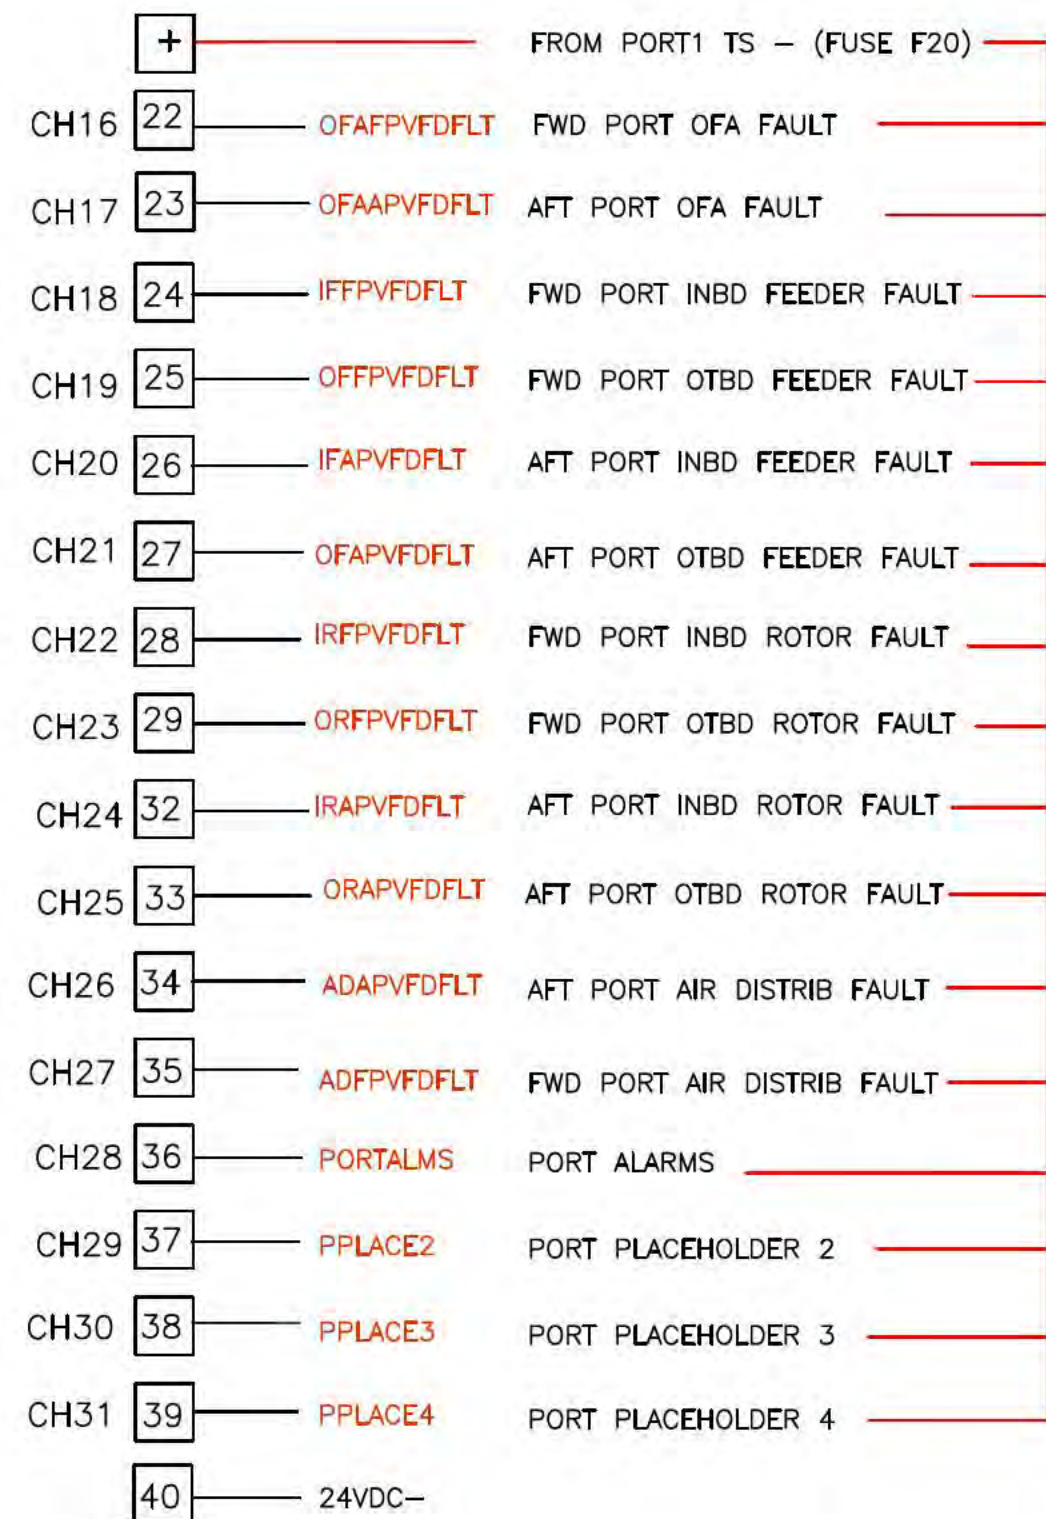 + FROM PORT1 TS – (FUSE F20)
CH16 22 OFAFPVFDFLT FWD PORT OFA FAULT
CH17 23 OFAAPVFDFLT AFT PORT OFA FAULT
CH18 24 IFFPVFDFLT FWD PORT INBD FEEDER FAULT
CH19 25 OFFPVFDFLT FWD PORT OTBD FEEDER FAULT
CH20 26 IFAPVFDFLT AFT PORT INBD FEEDER FAULT
CH21 27 OFAPVFDFLT AFT PORT OTBD FEEDER FAULT
CH22 28 IRFPVFDFLT FWD PORT INBD ROTOR FAULT
CH23 29 ORFPVFDFLT FWD PORT OTBD ROTOR FAULT
CH24 32 IRAPVFDFLT AFT PORT INBD ROTOR FAULT
CH25 33 ORAPVFDFLT AFT PORT OTBD ROTOR FAULT
CH26 34 ADAPVFDFLT AFT PORT AIR DISTRIB FAULT
CH27 35 ADFPVFDFLT FWD PORT AIR DISTRIB FAULT
CH28 36 PORTALMS PORT ALARMS
CH29 37 PPLACE2 PORT PLACEHOLDER 2
CH30 38 PPLACE3 PORT PLACEHOLDER 3
CH31 39 PPLACE4 PORT PLACEHOLDER 4
40 24VDC–